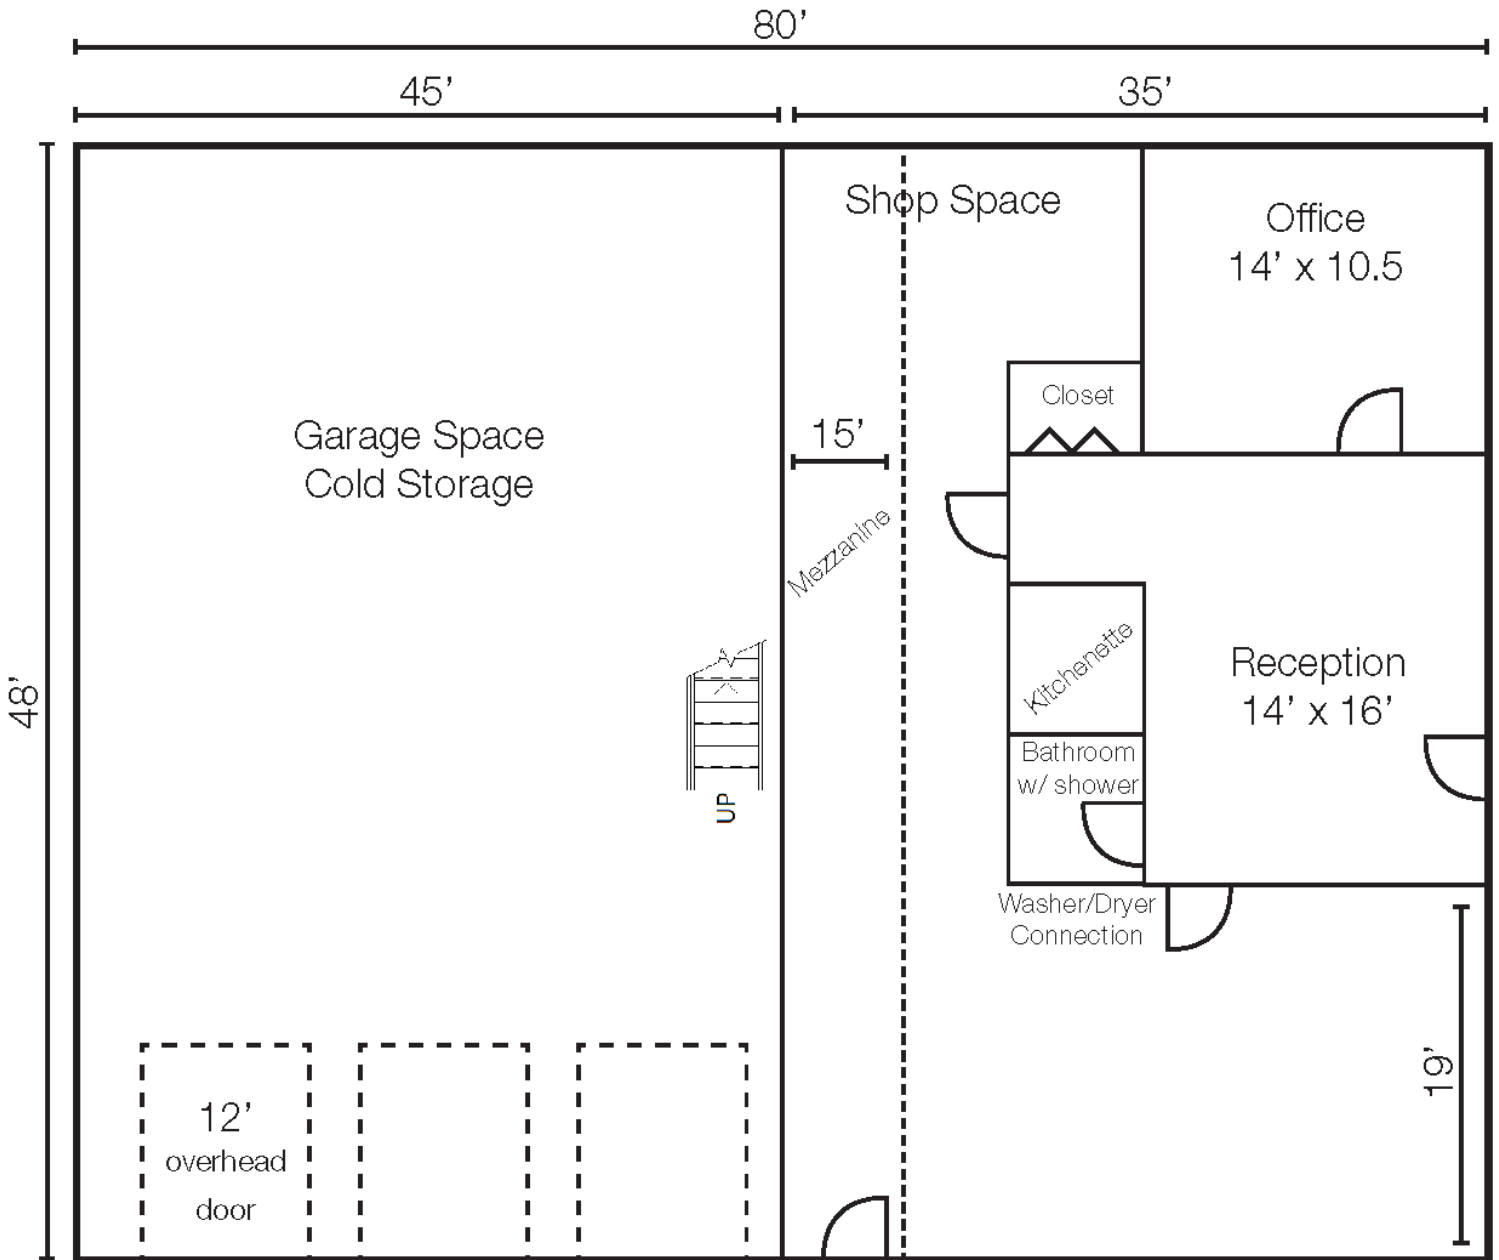 80’
45’
35’
Shop Space
Office
14’ x 10.5
Closet
Garage Space
Cold Storage
15’
Mezzanine
Kitchenette
Reception
14’ x 16’
48’
Bathroom
w/ shower
UP
Washer/Dryer
Connection
19’
12’
overhead
door